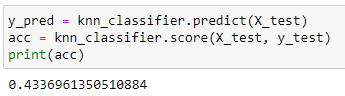 y_pred = knn_classifier.predict(X_test)
acc = knn_classifier.score(X_test, y_test)
print(acc)
0.4336961350510884